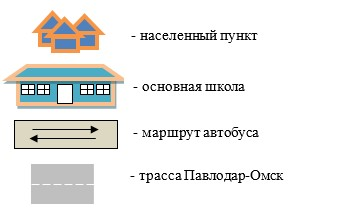 - населенный пункт
- основная школа
- маршрут автобуса
- трасса Павлодар-Омск